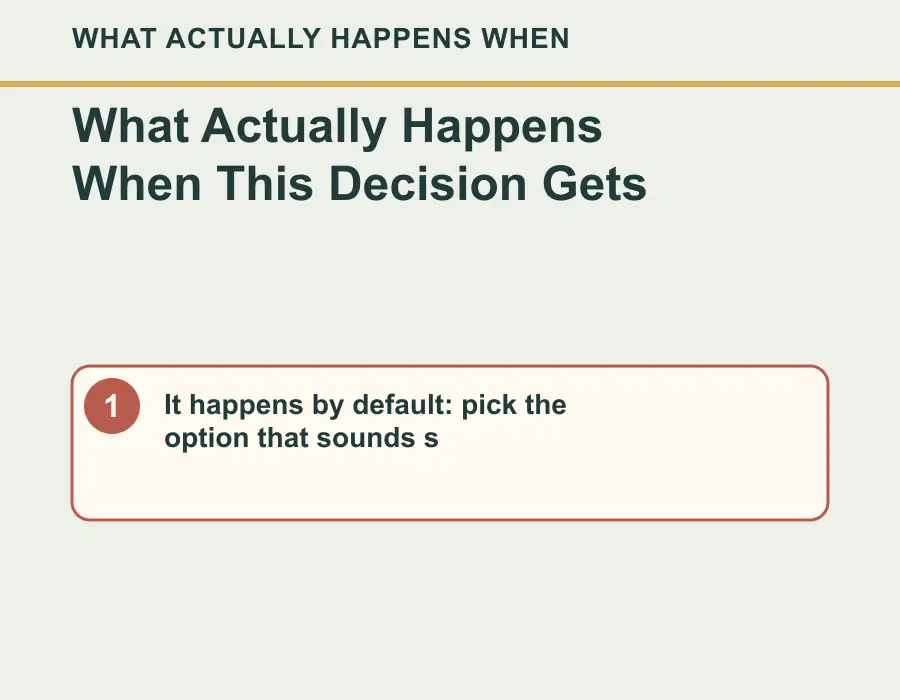 WHAT ACTUALLY HAPPENS WHEN
What Actually Happens
When This Decision Gets
1
It happens by default: pick the
option that sounds s